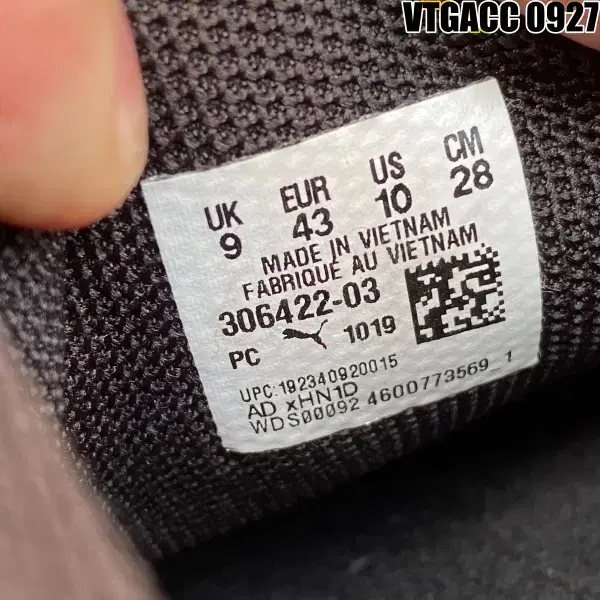 VTGACC 0927
UK EUR US CM
9 43 10 28
MADE IN VIETNAM
FABRIQUÉ AU VIETNAM
306422-03
PC 1019
UPC:192340920015
AD xHN1D
WDS00092 4600773569_1